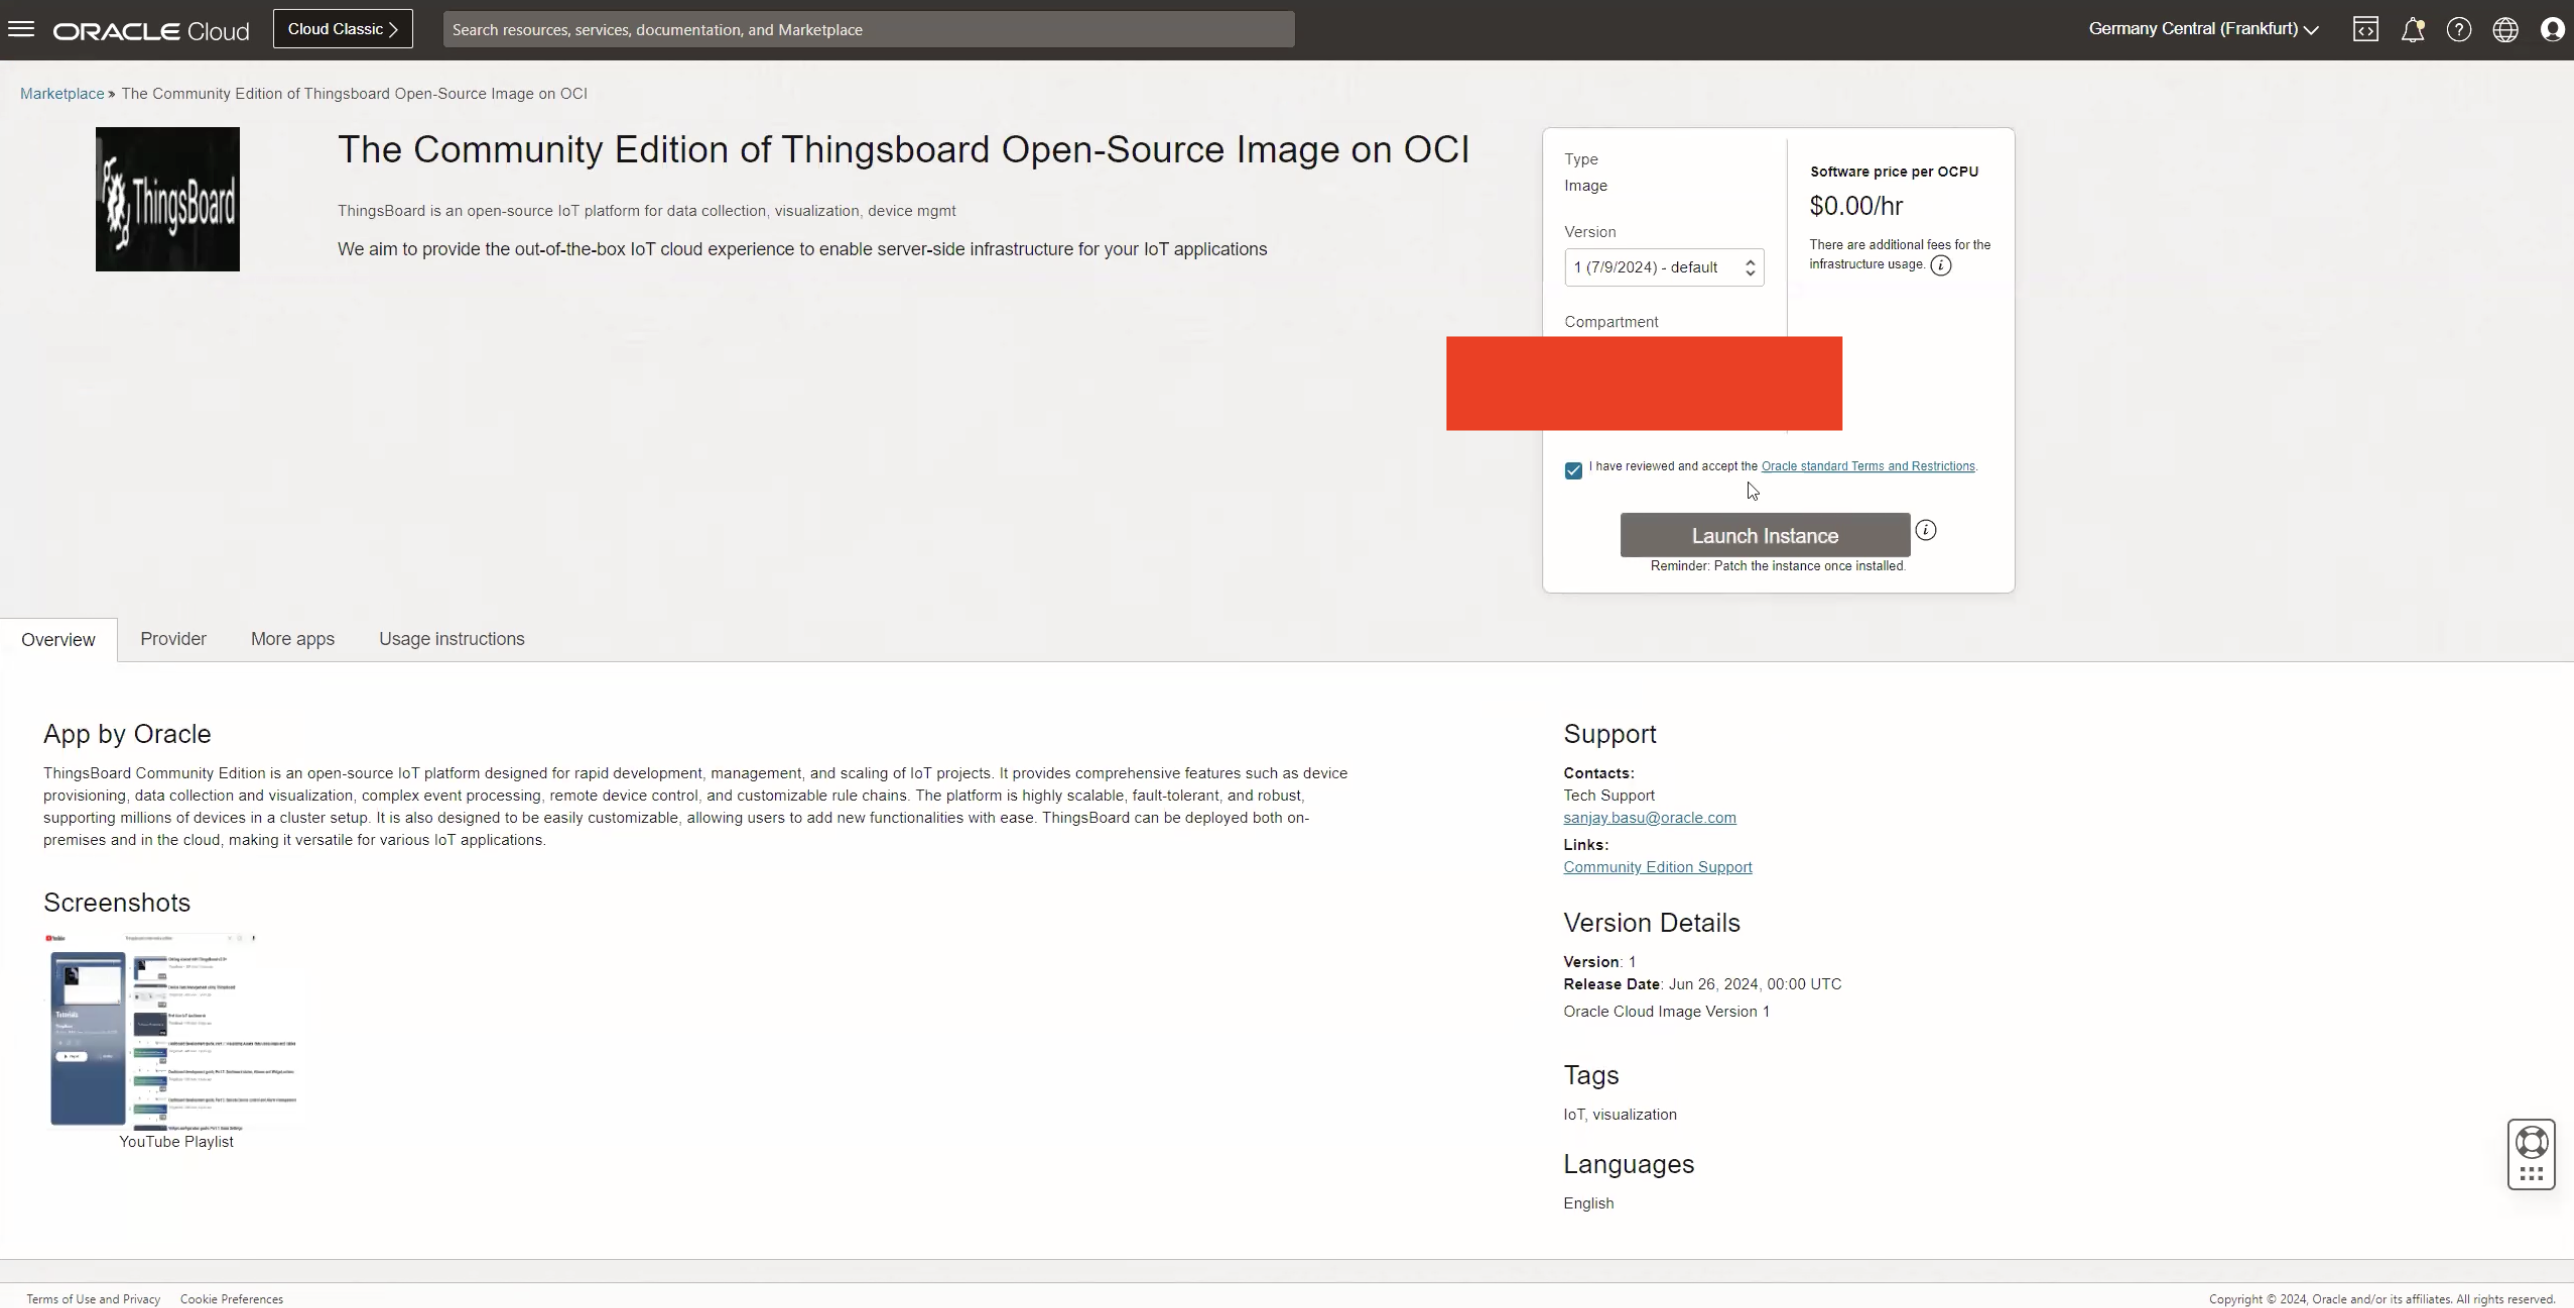 ORACLE Cloud
Cloud Classic
Search resources, services, documentation, and Marketplace
Germany Central (Frankfurt)
Marketplace » The Community Edition of Thingsboard Open-Source Image on OCI
ThingsBoard
The Community Edition of Thingsboard Open-Source Image on OCI
ThingsBoard is an open-source IoT platform for data collection, visualization, device mgmt
We aim to provide the out-of-the-box IoT cloud experience to enable server-side infrastructure for your IoT applications
Type
Image
Version
1 (7/9/2024) - default
Compartment
Software price per OCPU
$0.00/hr
There are additional fees for the
infrastructure usage.
I have reviewed and accept the Oracle standard Terms and Restrictions.
Launch Instance
Reminder: Patch the instance once installed.
Overview
Provider
More apps
Usage instructions
App by Oracle
ThingsBoard Community Edition is an open-source IoT platform designed for rapid development, management, and scaling of IoT projects. It provides comprehensive features such as device
provisioning, data collection and visualization, complex event processing, remote device control, and customizable rule chains. The platform is highly scalable, fault-tolerant, and robust,
supporting millions of devices in a cluster setup. It is also designed to be easily customizable, allowing users to add new functionalities with ease. ThingsBoard can be deployed both on-
premises and in the cloud, making it versatile for various IoT applications.
Screenshots
Tutorials
YouTube Playlist
Support
Contacts:
Tech Support
sanjay.basu@oracle.com
Links:
Community Edition Support
Version Details
Version: 1
Release Date: Jun 26, 2024, 00:00 UTC
Oracle Cloud Image Version 1
Tags
IoT, visualization
Languages
English
Terms of Use and Privacy
Cookie Preferences
Copyright © 2024, Oracle and/or its affiliates. All rights reserved.